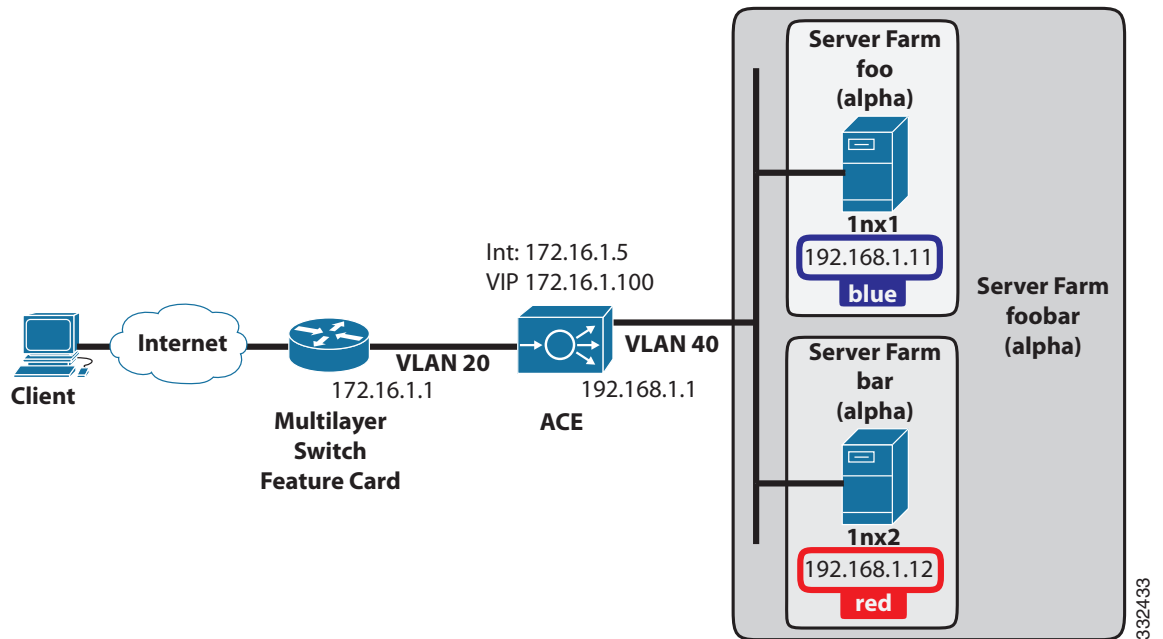 Client
Internet
172.16.1.1
Multilayer
Switch
Feature Card
VLAN 20
Int: 172.16.1.5
VIP 172.16.1.100
ACE
VLAN 40
192.168.1.1
Server Farm
foo
(alpha)
1nx1
192.168.1.11
blue
Server Farm
bar
(alpha)
1nx2
192.168.1.12
red
Server Farm
foobar
(alpha)
332433